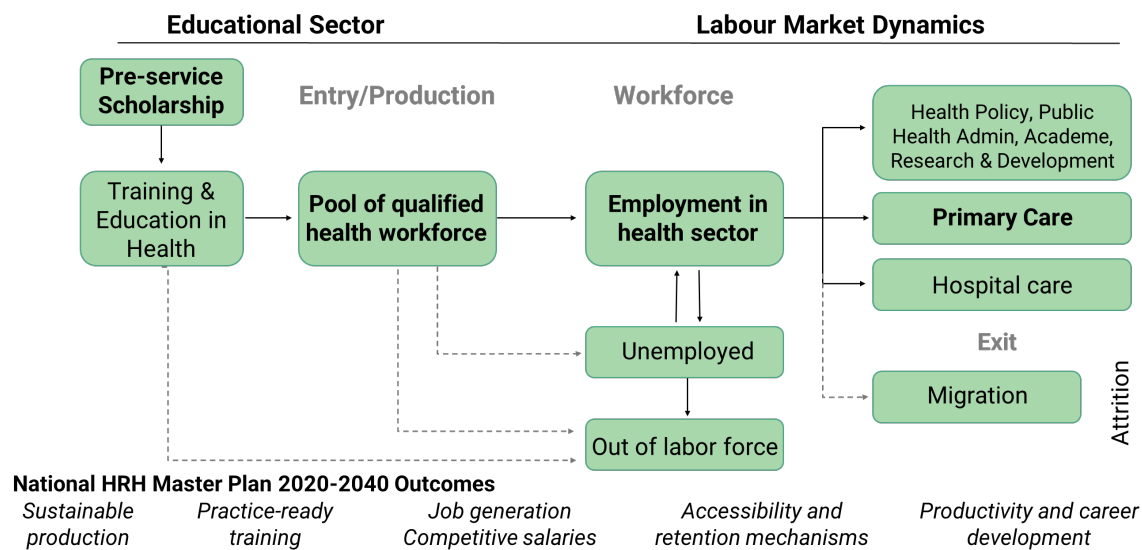 Educational Sector
Labour Market Dynamics
Pre-service
Scholarship
Entry/Production
Workforce
Health Policy, Public
Health Admin, Academe,
Research & Development
Training &
Education in
Health
Pool of qualified
health workforce
Employment in
health sector
Primary Care
Hospital care
Unemployed
Exit
Migration
Attrition
Out of labor force
National HRH Master Plan 2020-2040 Outcomes
Sustainable
production
Practice-ready
training
Job generation
Competitive salaries
Accessibility and
retention mechanisms
Productivity and career
development